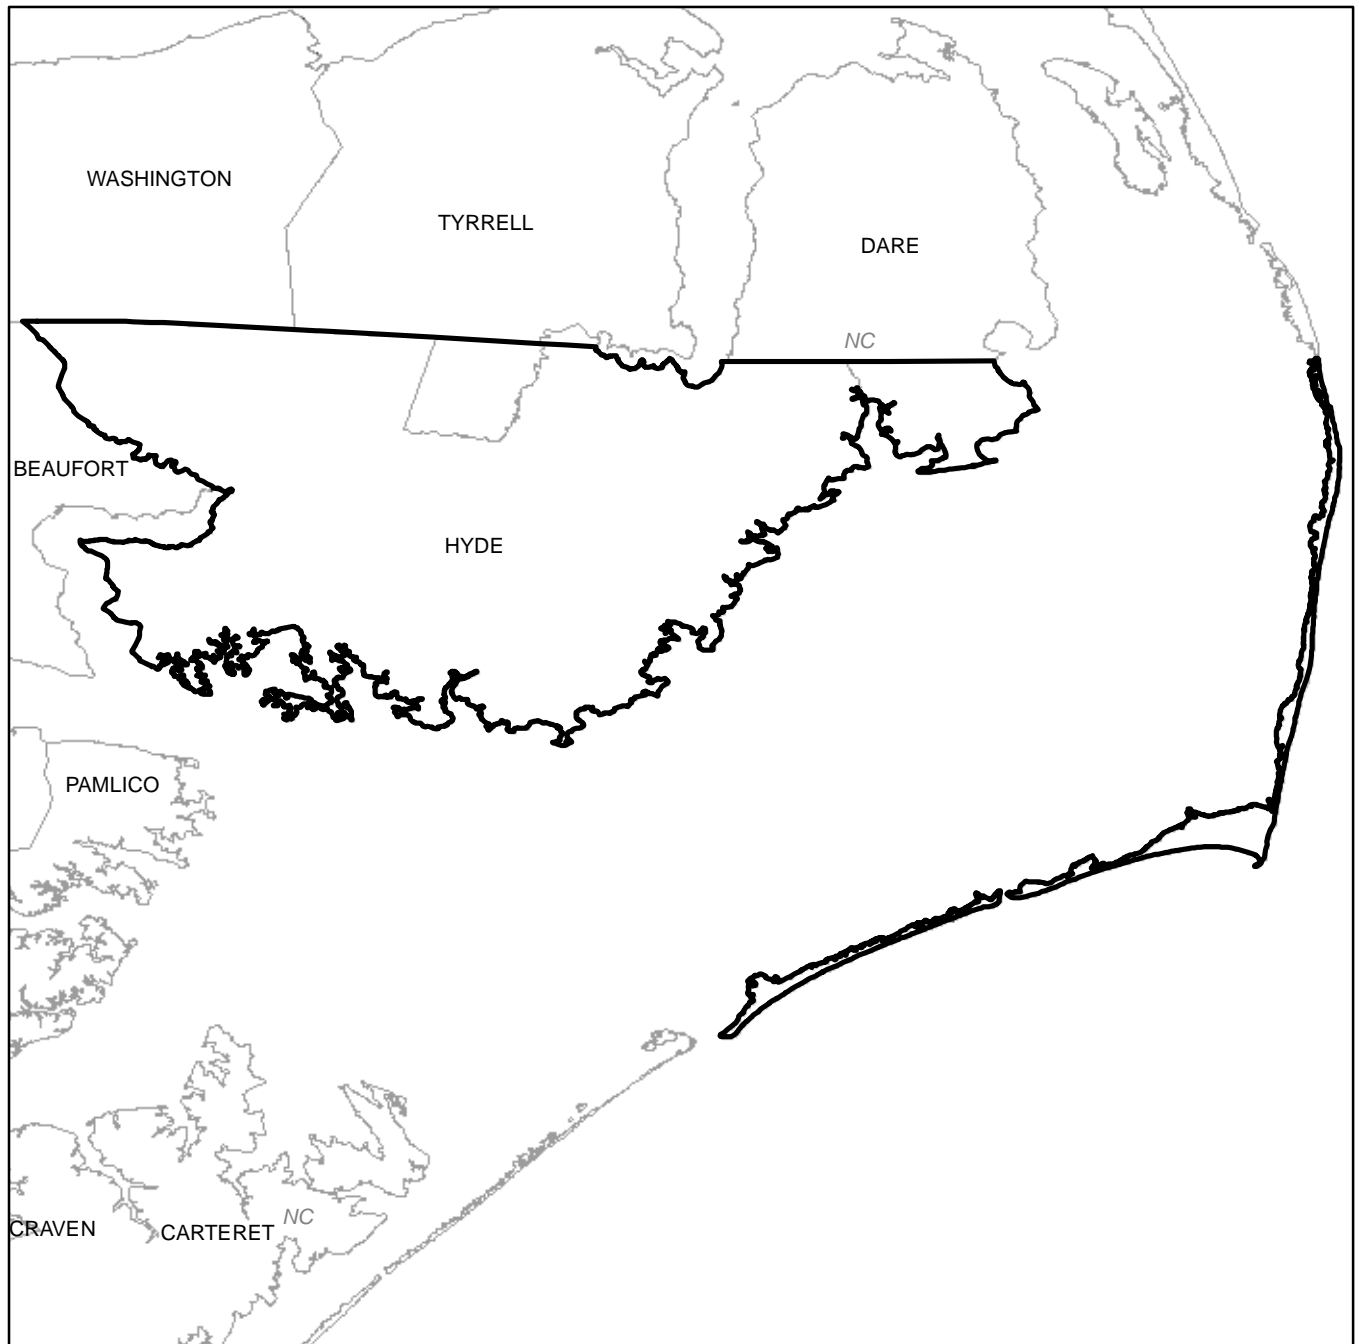 WASHINGTON
TYRRELL
DARE
NC
BEAUFORT
HYDE
PAMLICO
NC
CRAVEN
CARTERET